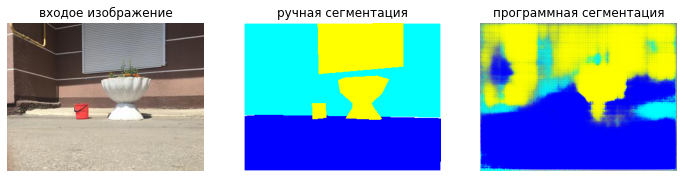 входое изображение
ручная сегментация
программная сегментация